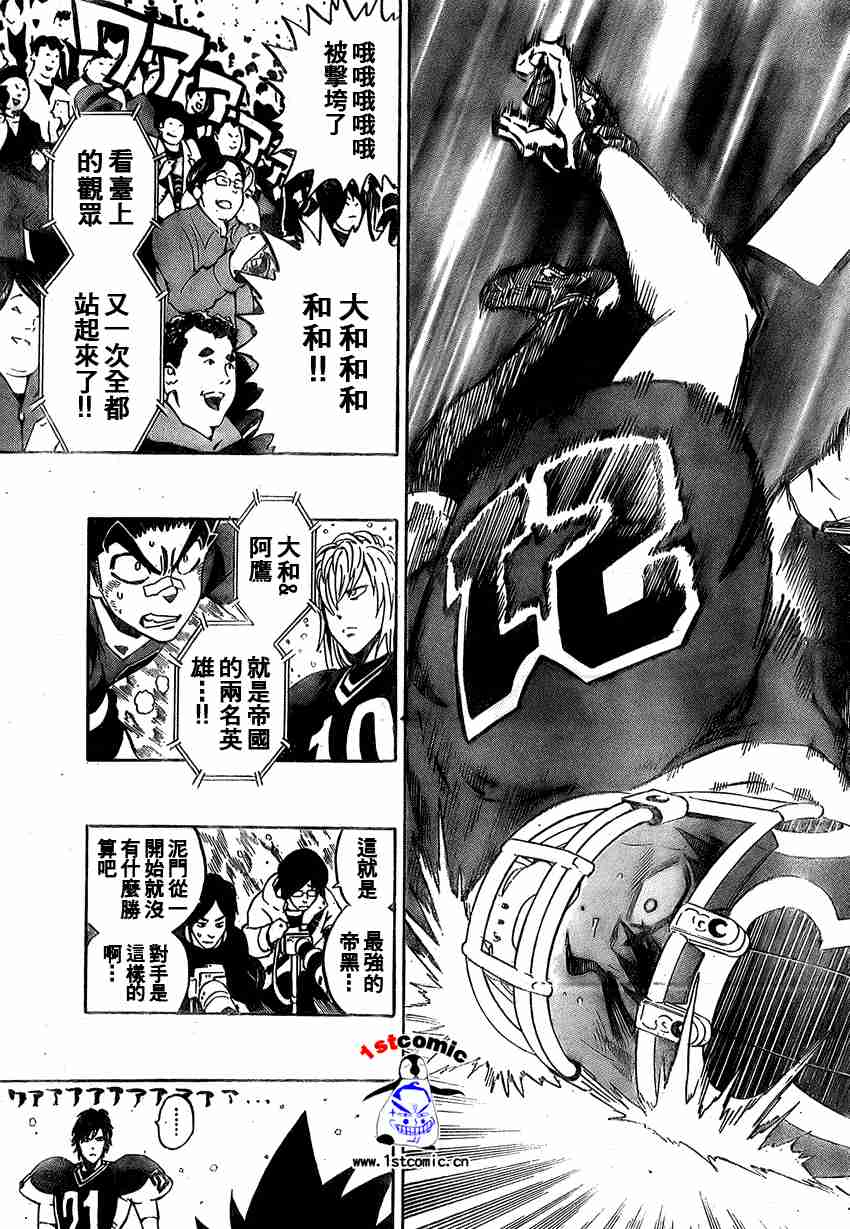 哦哦哦哦哦
被擊垮了
大和和和
和和!!
ワアアアア
看臺上
的觀眾
又一次全都
站起來了!!
52
大和&
阿鷹
就是帝國
的兩名英
雄…!!
10
這就是
最強的
帝黑…
泥門從一
開始就沒
有什麼勝
算吧
對手是
這樣的
啊…
1stcomic
www.1stcomic.cn
ワアアアアアアアアア…
……
21